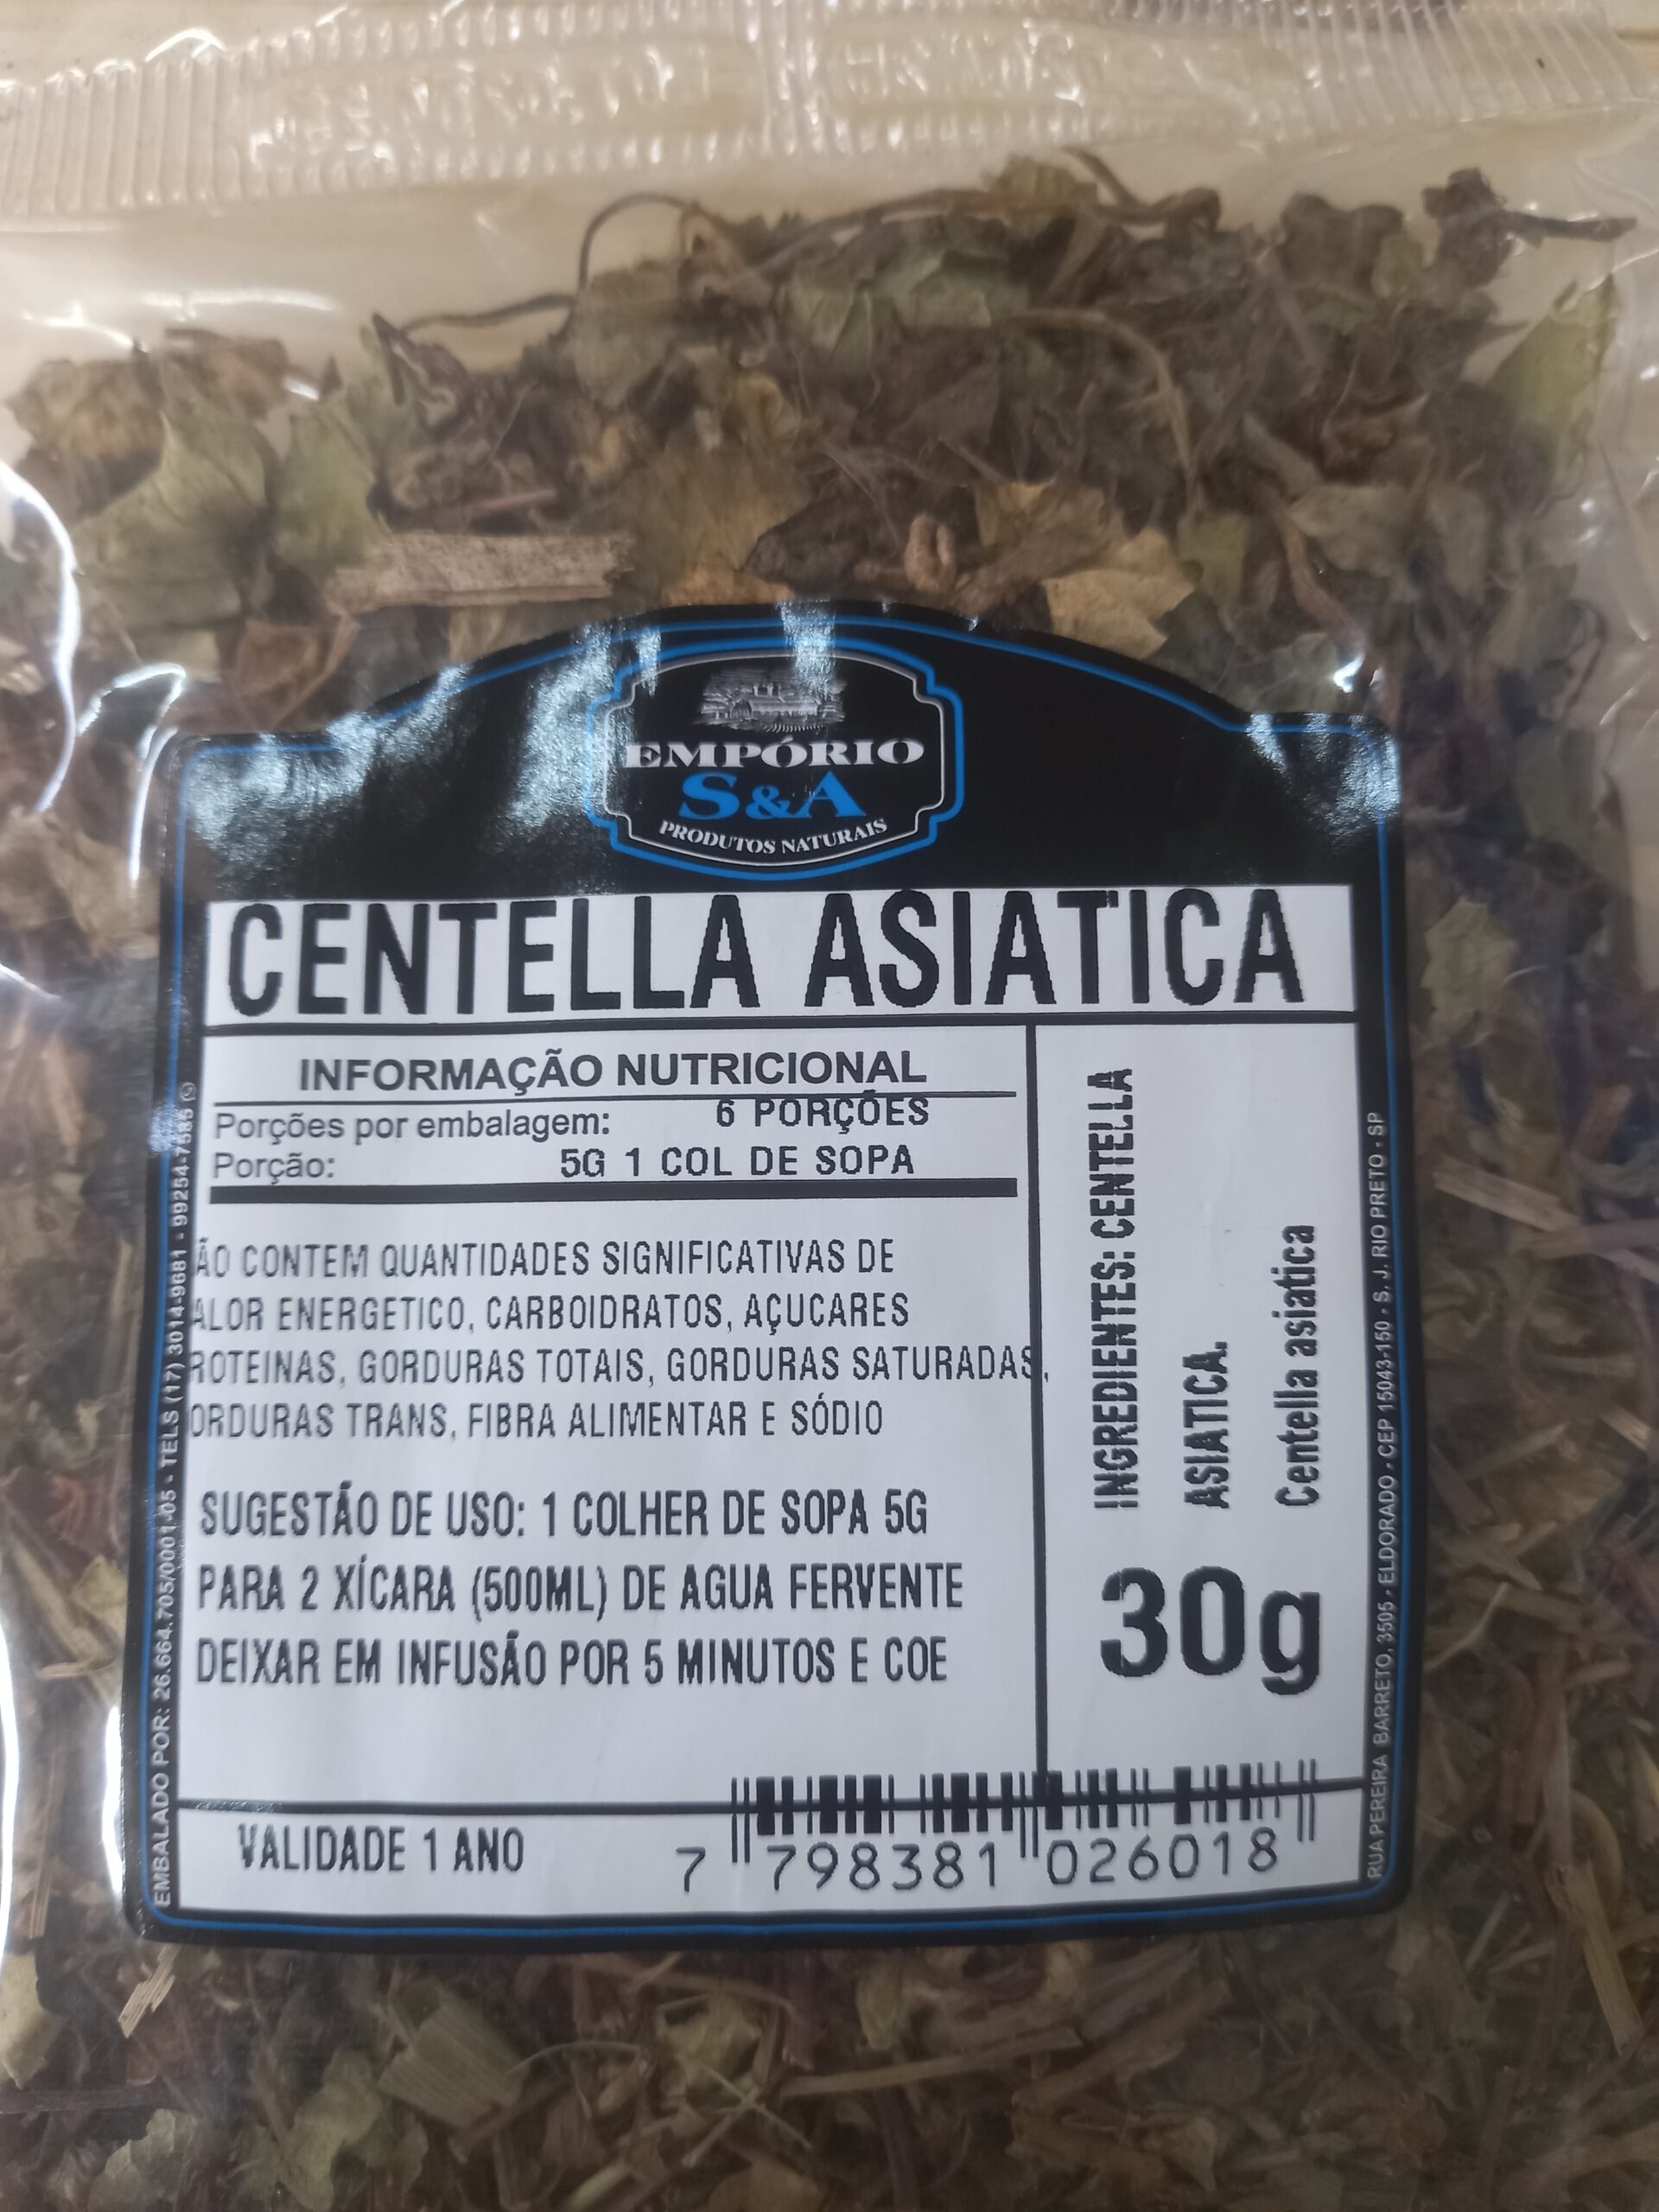 EMPÓRIO
S&A
PRODUTOS NATURAIS
CENTELLA ASIATICA
INFORMAÇÃO NUTRICIONAL
Porções por embalagem: 6 PORÇÕES
Porção: 5G 1 COL DE SOPA
ÃO CONTEM QUANTIDADES SIGNIFICATIVAS DE
ALOR ENERGETICO, CARBOIDRATOS, AÇUCARES
ROTEINAS, GORDURAS TOTAIS, GORDURAS SATURADAS,
ORDURAS TRANS, FIBRA ALIMENTAR E SÓDIO
SUGESTÃO DE USO: 1 COLHER DE SOPA 5G
PARA 2 XÍCARA (500ML) DE AGUA FERVENTE
DEIXAR EM INFUSÃO POR 5 MINUTOS E COE
INGREDIENTES: CENTELLA
ASIATICA.
Centella asiatica
30g
VALIDADE 1 ANO
7 798381 026018
EMBALADO POR: 26.664.705/0001-05 - TELS (17) 3014-9681 - 99254-7585
RUA PEREIRA BARRETO, 3505 - ELDORADO - CEP 15043-150 - S. J. RIO PRETO - SP